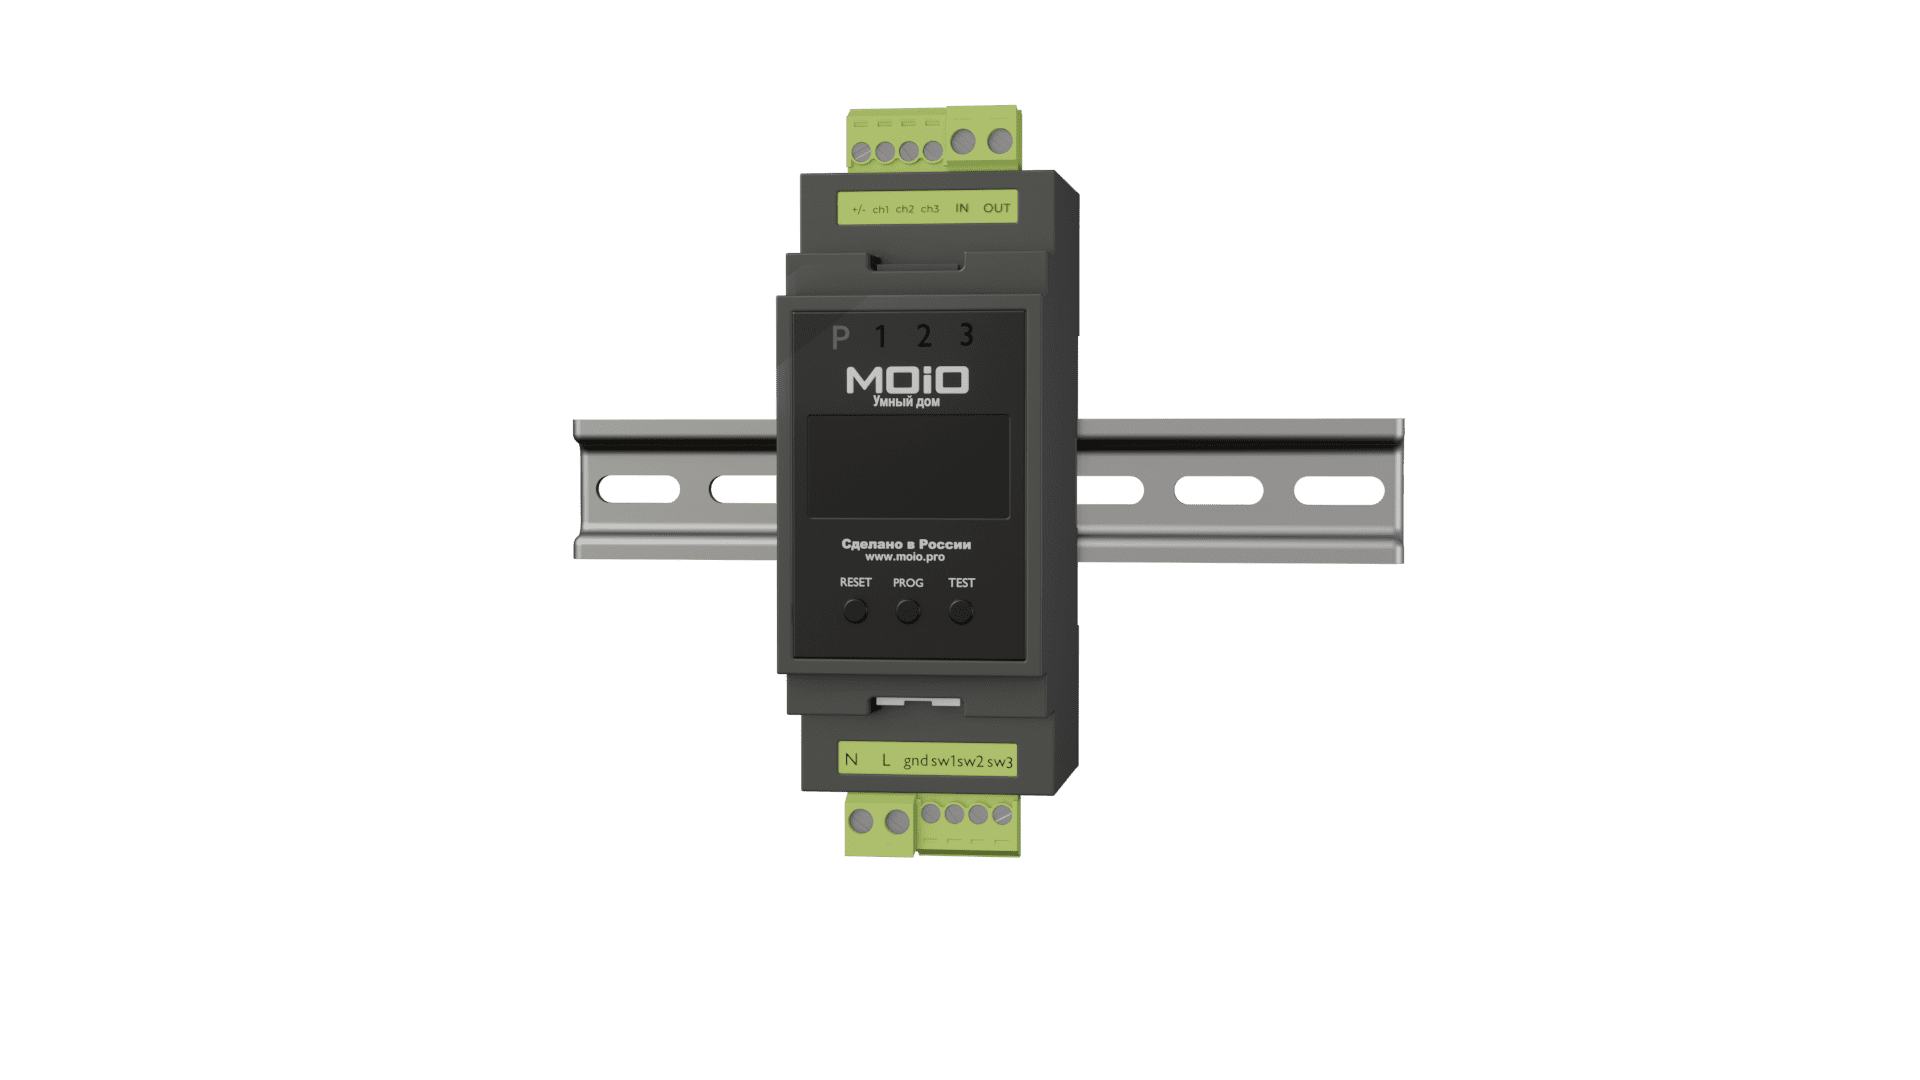 +/- ch1 ch2 ch3 IN OUT
P 1 2 3
MOiO
Умный дом
Сделано в России
www.moio.pro
RESET PROG TEST
N L gnd sw1 sw2 sw3